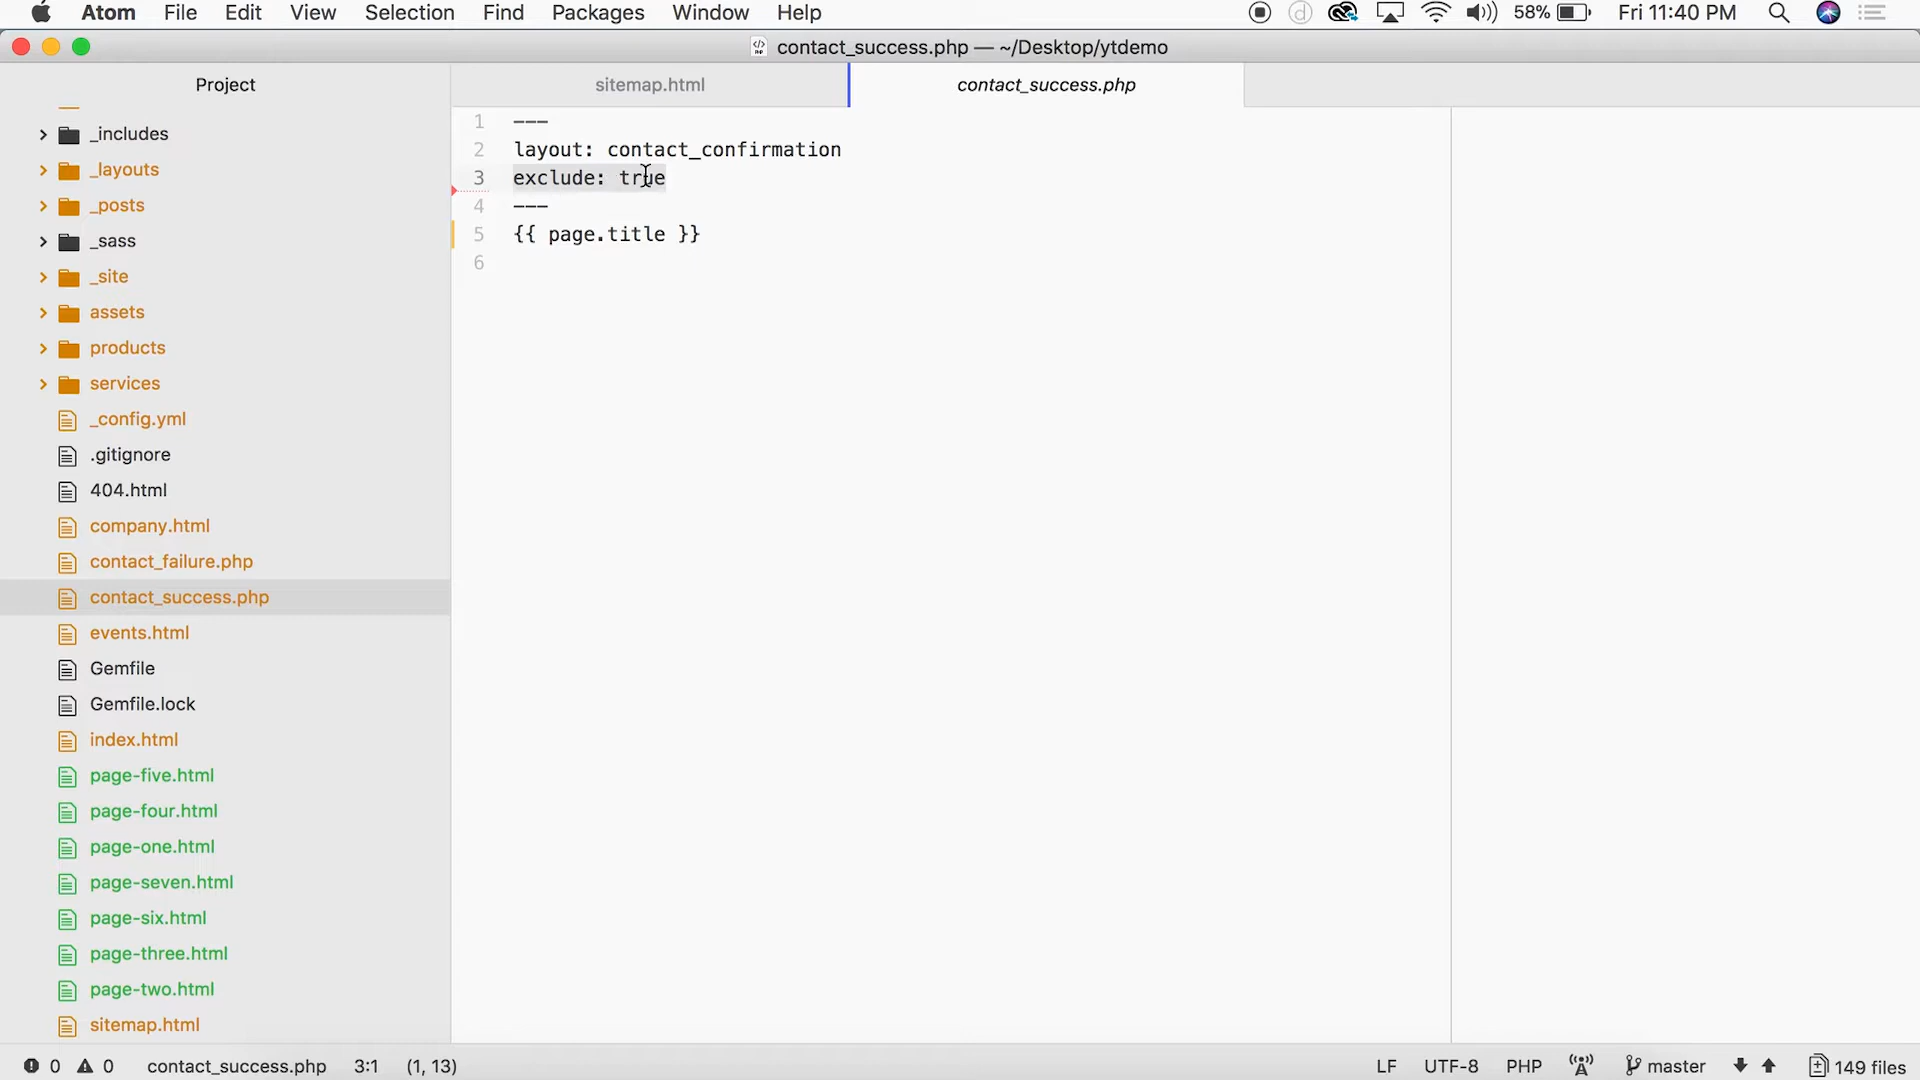 Atom File Edit View Selection Find Packages Window Help 58% Fri 11:40 PM
contact_success.php — ~/Desktop/ytdemo
Project
sitemap.html
contact_success.php
_includes
_layouts
_posts
_sass
_site
assets
products
services
_config.yml
.gitignore
404.html
company.html
contact_failure.php
contact_success.php
events.html
Gemfile
Gemfile.lock
index.html
page-five.html
page-four.html
page-one.html
page-seven.html
page-six.html
page-three.html
page-two.html
sitemap.html
1 ---
2 layout: contact_confirmation
3 exclude: true
4 ---
5 {{ page.title }}
6
0 0 contact_success.php 3:1 (1, 13) LF UTF-8 PHP master 149 files